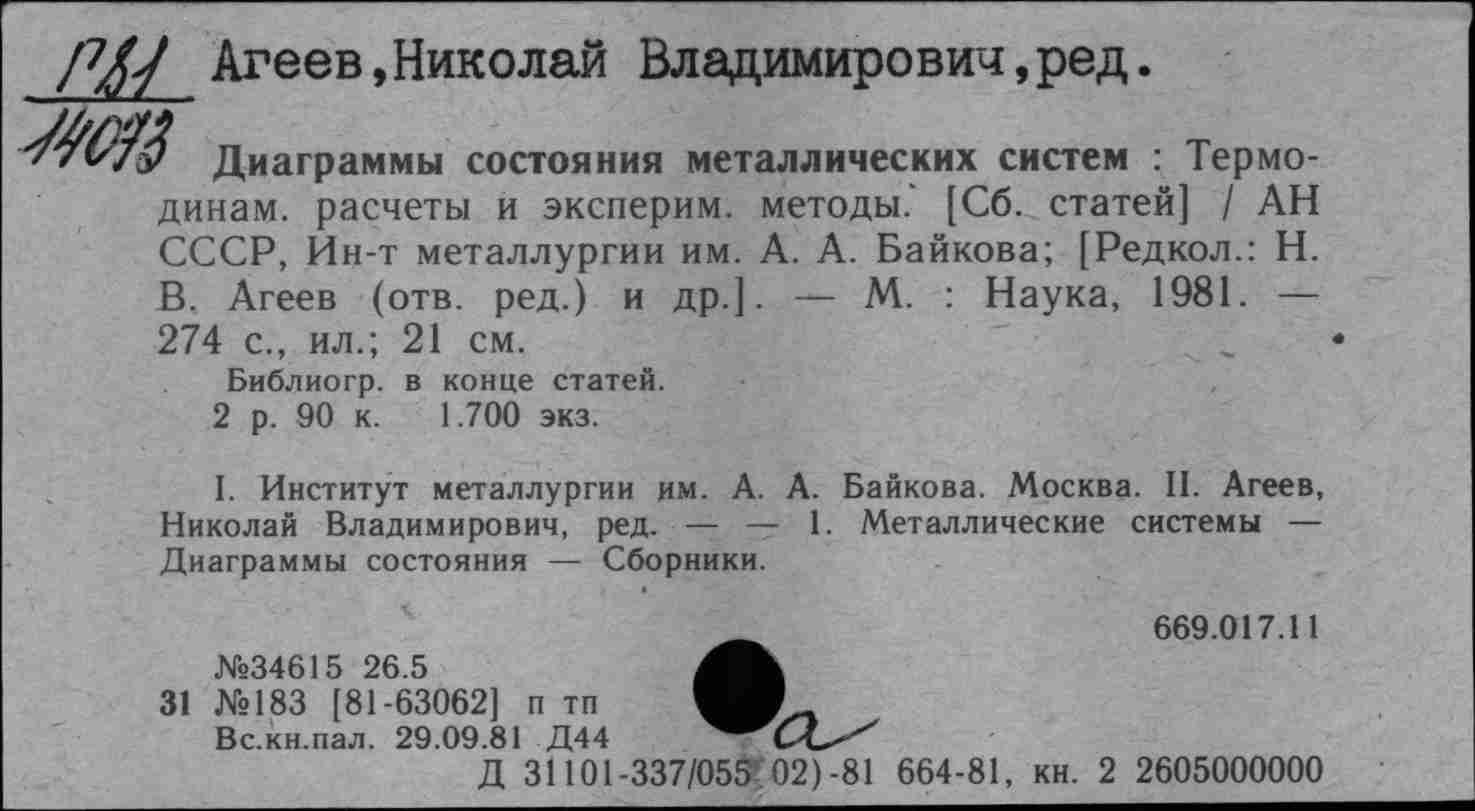 П81 Агеев,Николай Владимирович,ред.
14073
Диаграммы состояния металлических систем : Термо-
динам. расчеты и эксперим. методы. [Сб. статей] / АН
СССР, Ин-т металлургии им. А. А. Байкова; [Редкол.: Н.
В. Агеев (отв. ред.) и др.]. — М. : Наука, 1981. —
274 с., ил.; 21 см.
Библиогр. в конце статей.
2 р. 90 к. 1.700 экз.
I. Институт металлургии им. А. А. Байкова. Москва. II. Агеев,
Николай Владимирович, ред. — — 1. Металлические системы —
Диаграммы состояния — Сборники.
669.017.11
№34615 26.5
31 №183 [81-63062] п тп
Вс.кн.пал. 29.09.81 Д44
Д 31101-337/055 02)-81 664-81, кн. 2 2605000000